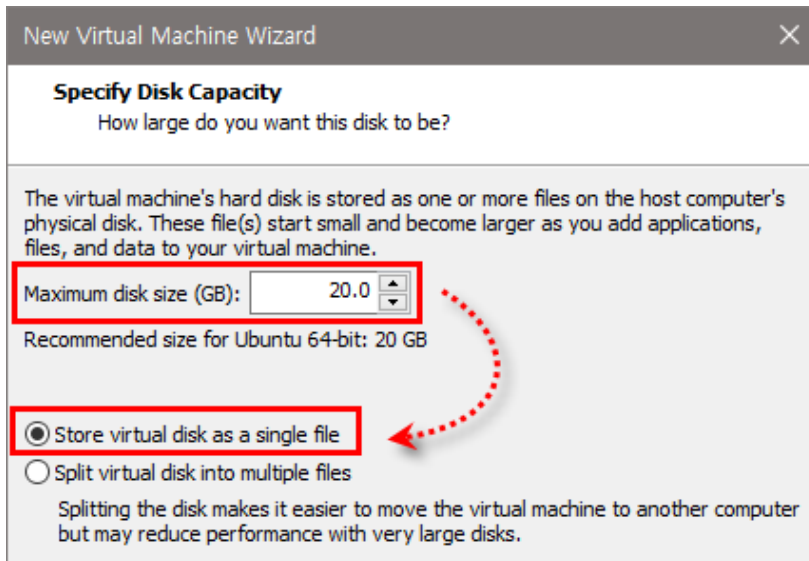 New Virtual Machine Wizard
Specify Disk Capacity
How large do you want this disk to be?
The virtual machine's hard disk is stored as one or more files on the host computer's
physical disk. These file(s) start small and become larger as you add applications,
files, and data to your virtual machine.
Maximum disk size (GB): 20.0
Recommended size for Ubuntu 64-bit: 20 GB
Store virtual disk as a single file
Split virtual disk into multiple files
Splitting the disk makes it easier to move the virtual machine to another computer
but may reduce performance with very large disks.